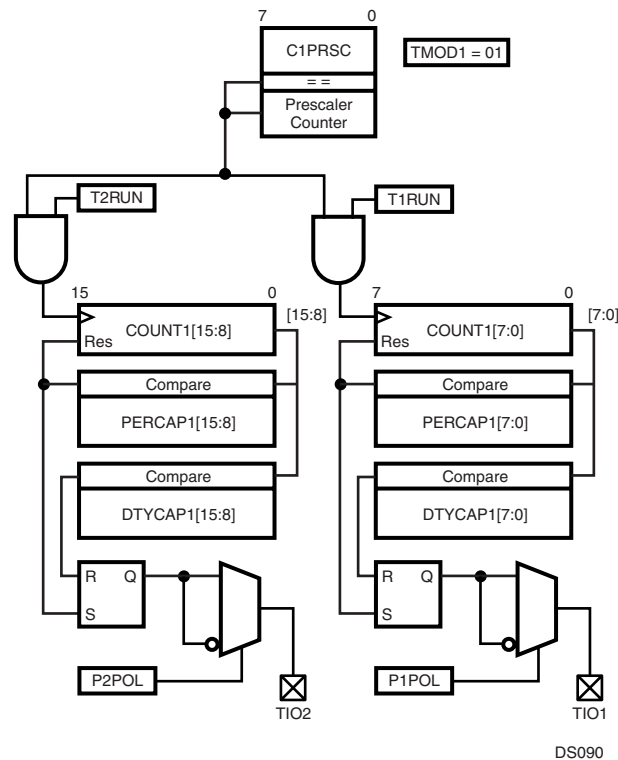 7 0
C1PRSC
TMOD1 = 01
= =
Prescaler
Counter
T2RUN
T1RUN
15 0
[15:8]
7 0
[7:0]
COUNT1[15:8]
Res
COUNT1[7:0]
Res
Compare
PERCAP1[15:8]
Compare
PERCAP1[7:0]
Compare
DTYCAP1[15:8]
Compare
DTYCAP1[7:0]
R Q
S
R Q
S
P2POL
P1POL
TIO2
TIO1
DS090